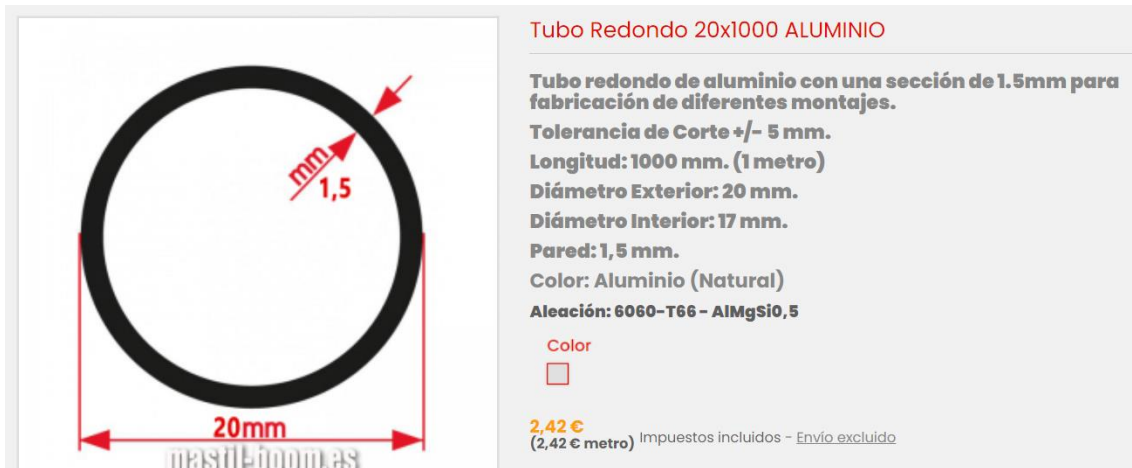 mm
1,5
20mm
mastil-boom.es
Tubo Redondo 20x1000 ALUMINIO
Tubo redondo de aluminio con una sección de 1.5mm para
fabricación de diferentes montajes.
Tolerancia de Corte +/- 5 mm.
Longitud: 1000 mm. (1 metro)
Diámetro Exterior: 20 mm.
Diámetro Interior: 17 mm.
Pared: 1,5 mm.
Color: Aluminio (Natural)
Aleación: 6060-T66 - AlMgSi0,5
Color
2,42 €
(2,42 € metro) Impuestos incluidos - Envío excluido